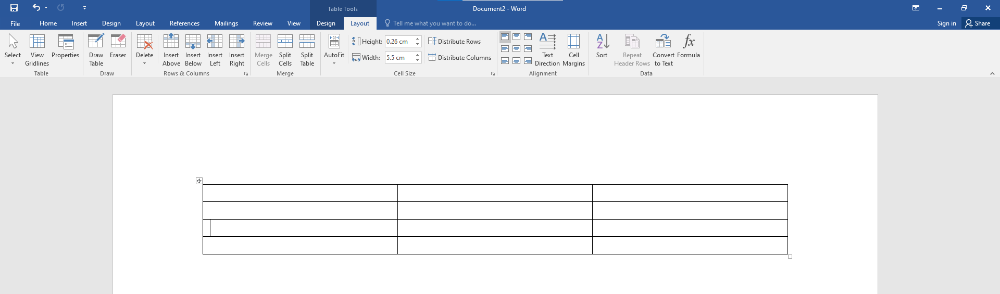 Table Tools
Document2 - Word
File Home Insert Design Layout References Mailings Review View Design Layout Tell me what you want to do... Sign in Share
Select
View Gridlines
Properties
Table
Draw Table
Eraser
Draw
Delete
Insert Above
Insert Below
Insert Left
Insert Right
Rows & Columns
Merge Cells
Split Cells
Split Table
Merge
AutoFit
Height: 0.26 cm
Width: 5.5 cm
Distribute Rows
Distribute Columns
Cell Size
A
Text Direction
Cell Margins
Alignment
A
Z
Sort
Repeat Header Rows
Convert to Text
fx
Formula
Data